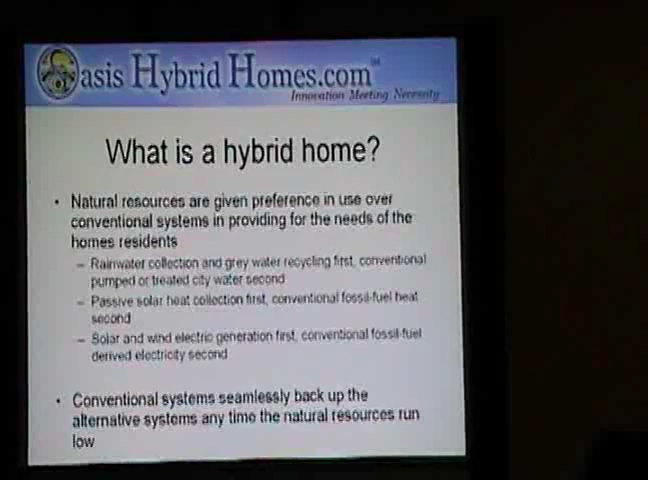 Oasis Hybrid Homes.com SM
Innovation Meeting Necessity
What is a hybrid home?
• Natural resources are given preference in use over
conventional systems in providing for the needs of the
homes residents
– Rainwater collection and grey water recycling first, conventional
pumped or treated city water second
– Passive solar heat collection first, conventional fossil-fuel heat
second
– Solar and wind electric generation first, conventional fossil-fuel
derived electricity second
• Conventional systems seamlessly back up the
alternative systems any time the natural resources run
low